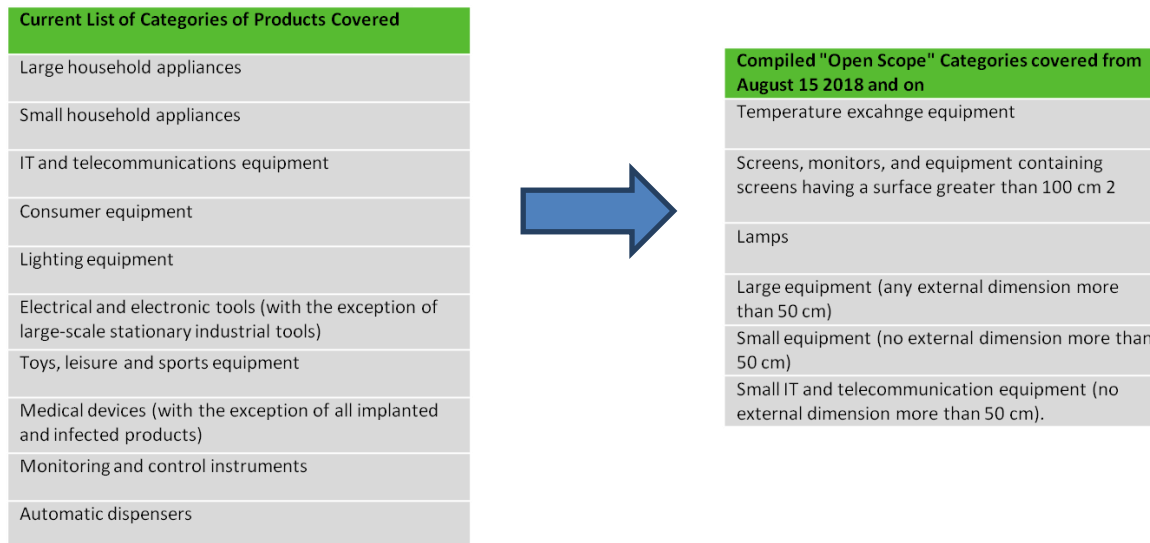 Current List of Categories of Products Covered
Large household appliances
Small household appliances
IT and telecommunications equipment
Consumer equipment
Lighting equipment
Electrical and electronic tools (with the exception of
large-scale stationary industrial tools)
Toys, leisure and sports equipment
Medical devices (with the exception of all implanted
and infected products)
Monitoring and control instruments
Automatic dispensers
Compiled "Open Scope" Categories covered from
August 15 2018 and on
Temperature excahnge equipment
Screens, monitors, and equipment containing
screens having a surface greater than 100 cm 2
Lamps
Large equipment (any external dimension more
than 50 cm)
Small equipment (no external dimension more than
50 cm)
Small IT and telecommunication equipment (no
external dimension more than 50 cm).